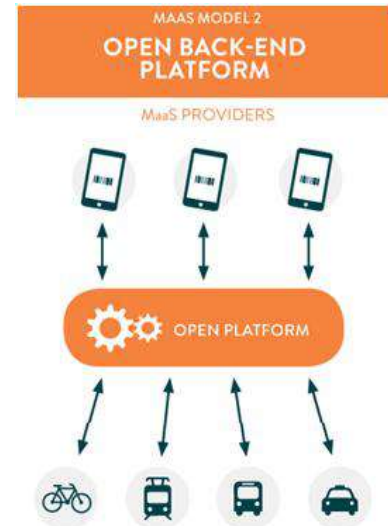 MAAS MODEL 2
OPEN BACK-END
PLATFORM
MaaS PROVIDERS
OPEN PLATFORM